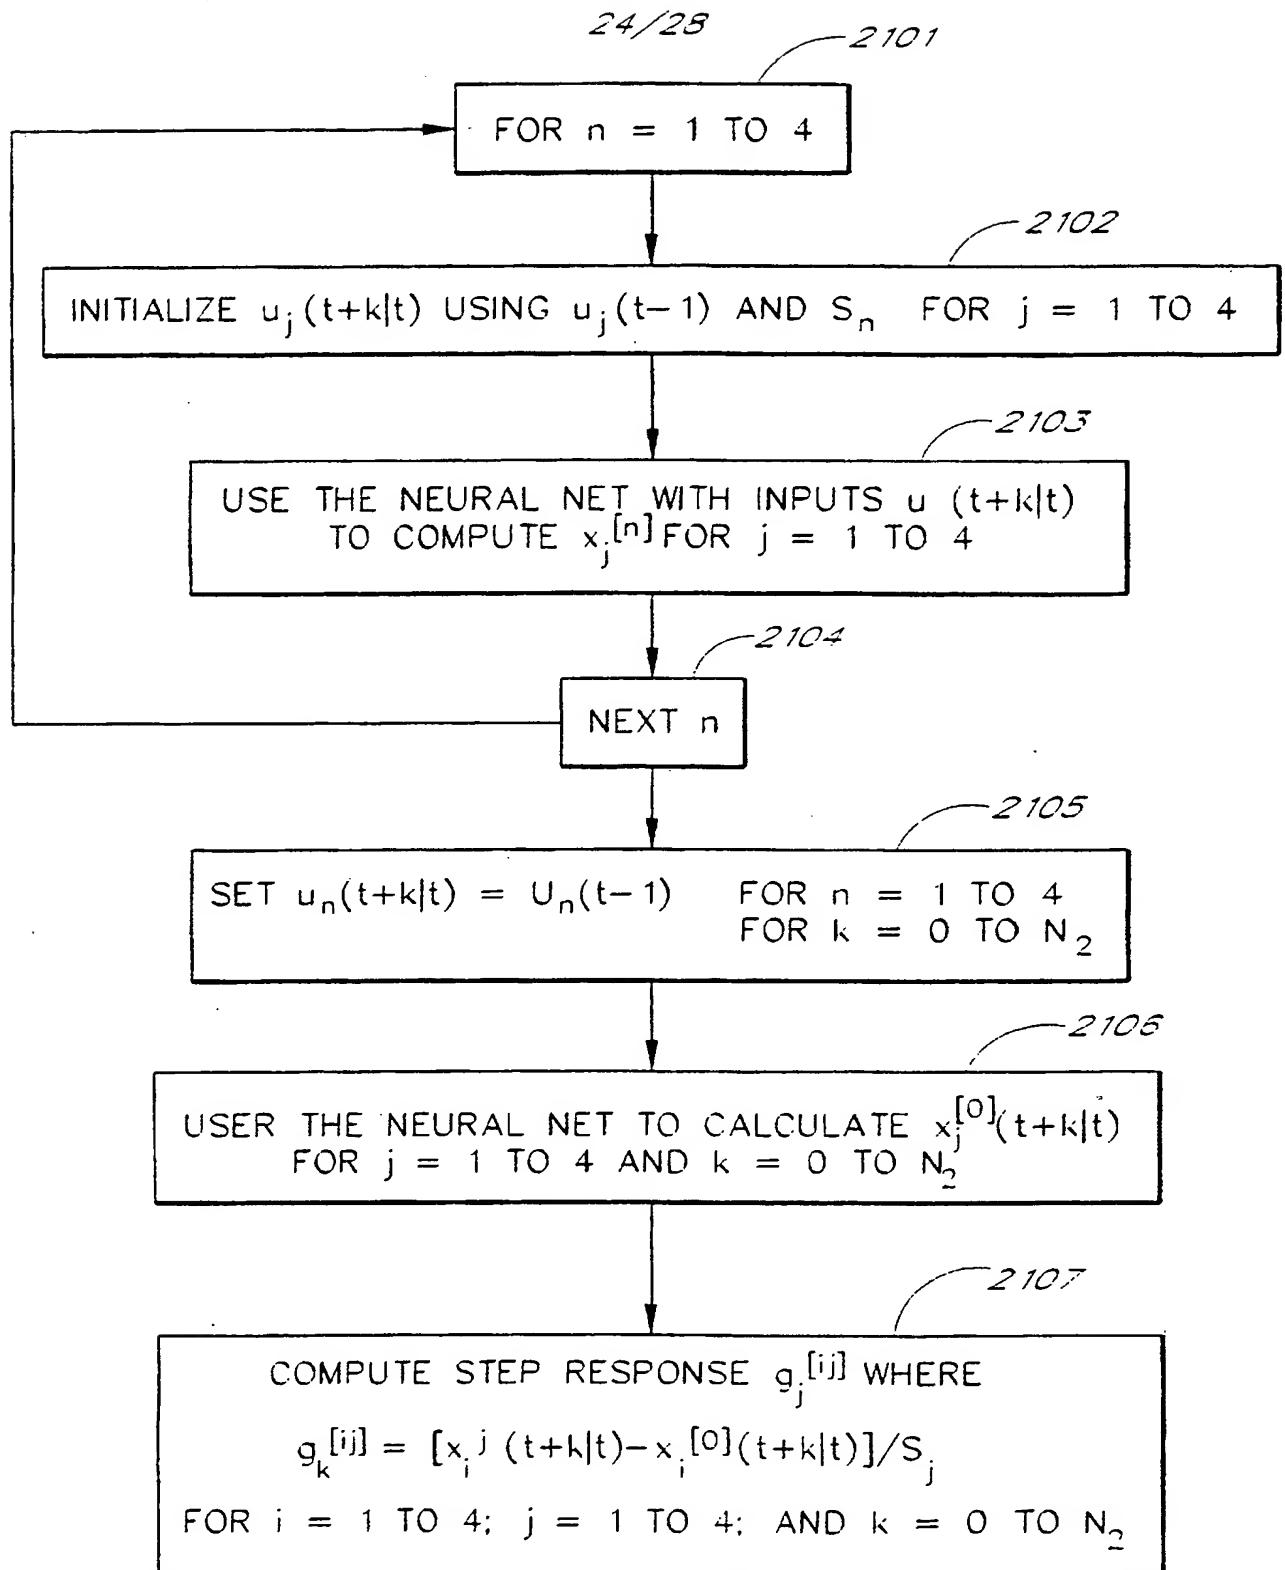 24/28
2101
FOR n = 1 TO 4
2102
INITIALIZE u_j(t+k|t) USING u_j(t-1) AND S_n FOR j = 1 TO 4
2103
USE THE NEURAL NET WITH INPUTS u (t+k|t)
TO COMPUTE x_j^[n] FOR j = 1 TO 4
2104
NEXT n
2105
SET u_n(t+k|t) = U_n(t-1) FOR n = 1 TO 4
FOR k = 0 TO N_2
2106
USER THE NEURAL NET TO CALCULATE x_j^[0](t+k|t)
FOR j = 1 TO 4 AND k = 0 TO N_2
2107
COMPUTE STEP RESPONSE g_j^[ij] WHERE
g_k^[ij] = [x_i^j (t+k|t)-x_i^[0](t+k|t)]/S_j
FOR i = 1 TO 4; j = 1 TO 4; AND k = 0 TO N_2